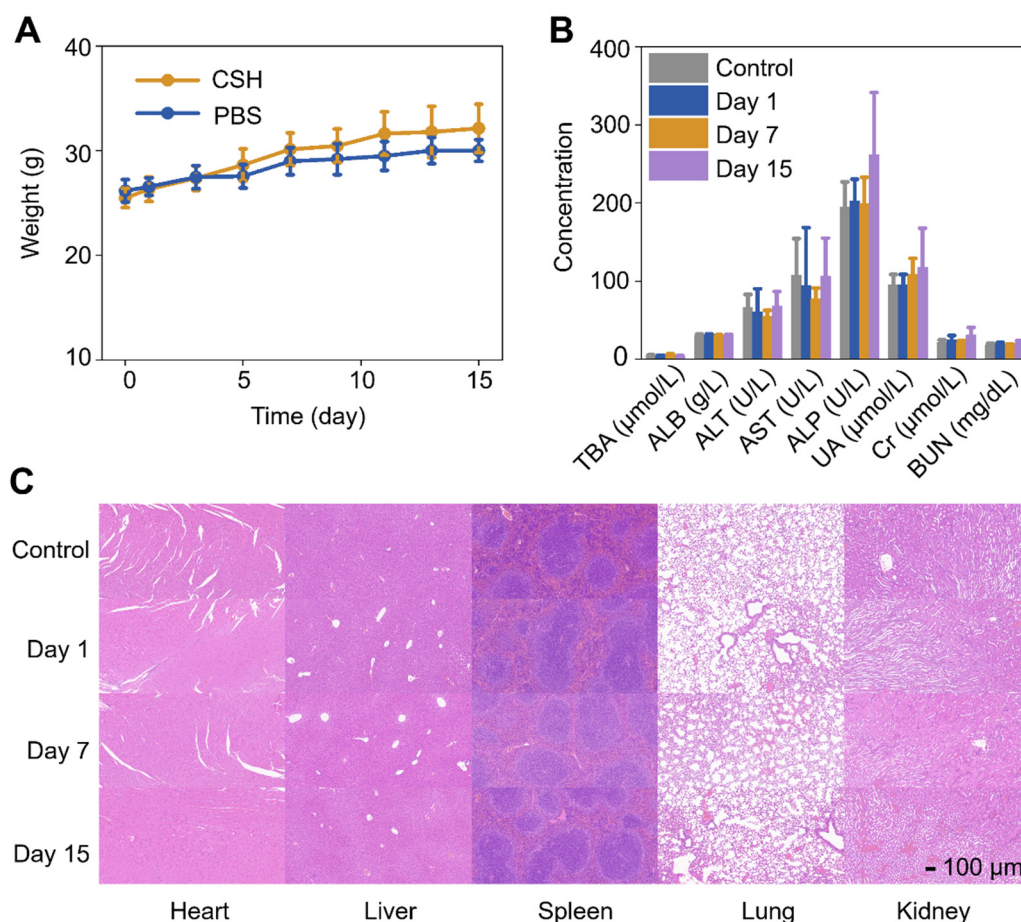 A
40
30
20
10
Weight (g)
CSH
PBS
0
5
10
15
Time (day)
B
400
300
200
100
0
Concentration
Control
Day 1
Day 7
Day 15
TBA (µmol/L)
ALB (g/L)
ALT (U/L)
AST (U/L)
ALP (U/L)
UA (µmol/L)
Cr (µmol/L)
BUN (mg/dL)
C
Control
Day 1
Day 7
Day 15
100 µm
Heart
Liver
Spleen
Lung
Kidney